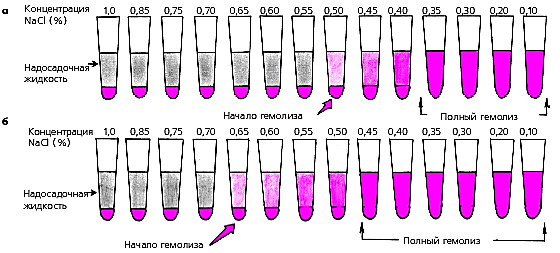 а
Концентрация
NaCl (%)
1,0 0,85 0,75 0,70 0,65 0,60 0,55 0,50 0,45 0,40 0,35 0,30 0,20 0,10
Надосадочная
жидкость
Начало гемолиза
Полный гемолиз
б
Концентрация
NaCl (%)
1,0 0,85 0,75 0,70 0,65 0,60 0,55 0,50 0,45 0,40 0,35 0,30 0,20 0,10
Надосадочная
жидкость
Начало гемолиза
Полный гемолиз